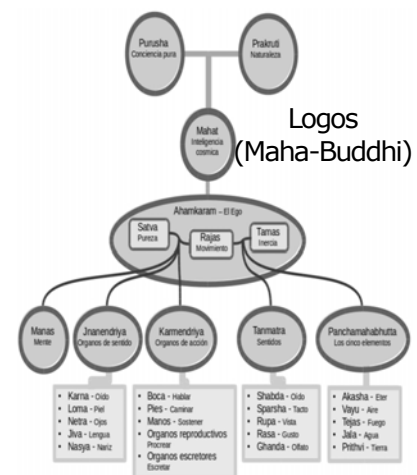 Purusha
Conciencia pura
Prakruti
Naturaleza
Mahat
Inteligencia
cosmica
Logos
(Maha-Buddhi)
Ahamkaram – El Ego
Satva
Pureza
Rajas
Movimiento
Tamas
Inercia
Manas
Mente
Jnanendriya
Organos de sentido
Karmendriya
Organos de acción
Tanmatra
Sentidos
Panchamahabhutta
Los cinco elementos
• Karna - Oido
• Loma - Piel
• Netra - Ojos
• Jiva - Lengua
• Nasya - Nariz
• Boca - Hablar
• Pies - Caminar
• Manos - Sostener
• Organos reproductivos
Procrear
• Organos escretores
Escretar
• Shabda - Oido
• Sparsha - Tacto
• Rupa - Vista
• Rasa - Gusto
• Ghanda - Olfato
• Akasha - Eter
• Vayu - Aire
• Tejas - Fuego
• Jala - Agua
• Prithvi - Tierra